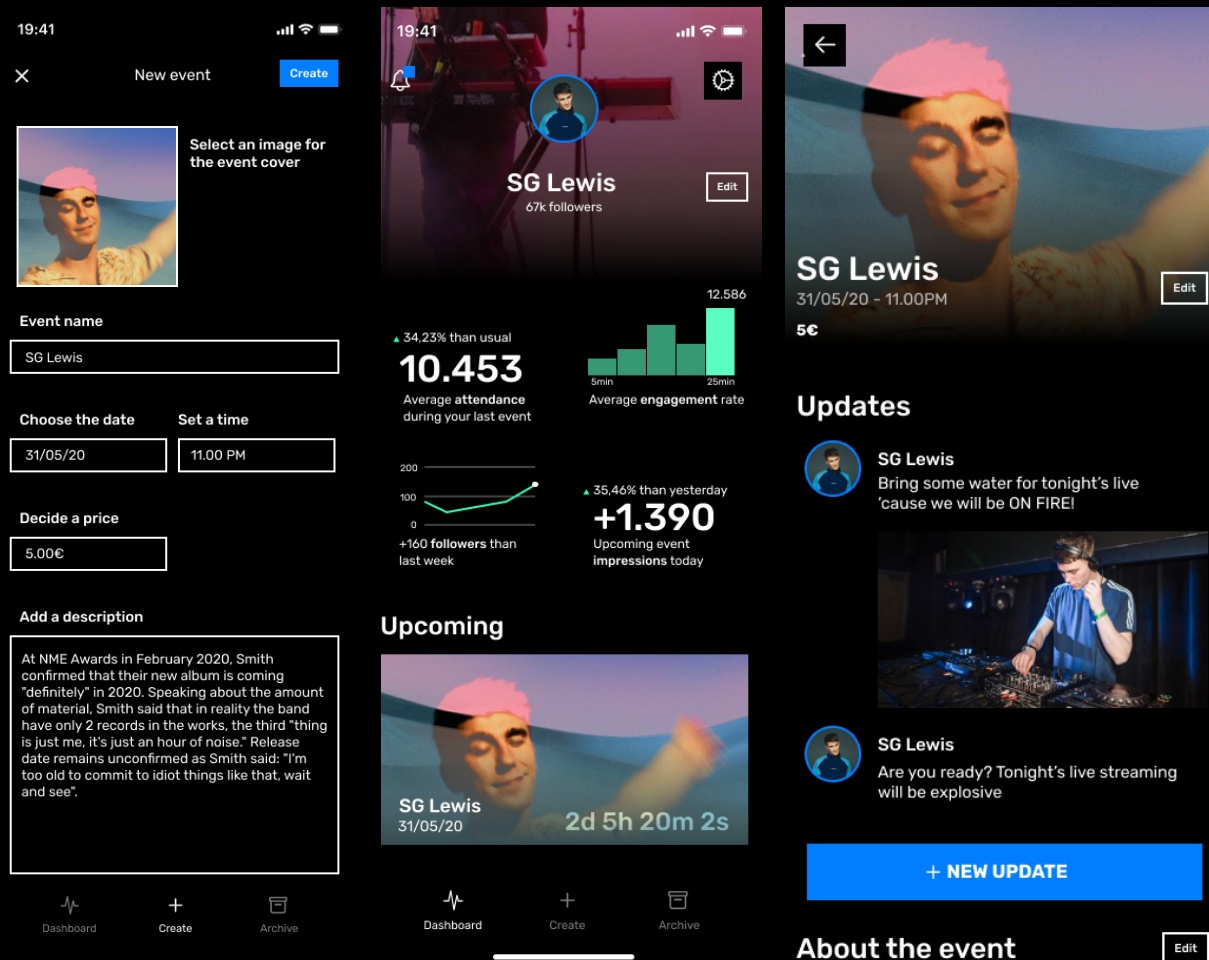 19:41
New event
Create
Select an image for
the event cover
Event name
SG Lewis
Choose the date
Set a time
31/05/20
11.00 PM
Decide a price
5.00€
Add a description
At NME Awards in February 2020, Smith
confirmed that their new album is coming
"definitely" in 2020. Speaking about the amount
of material, Smith said that in reality the band
have only 2 records in the works, the third "thing
is just me, it's just an hour of noise." Release
date remains unconfirmed as Smith said: "I'm
too old to commit to idiot things like that, wait
and see".
Dashboard
Create
Archive
19:41
SG Lewis
Edit
67k followers
▲ 34,23% than usual
10.453
Average attendance
during your last event
12.586
5min
25min
Average engagement rate
200
100
0
+160 followers than
last week
▲ 35,46% than yesterday
+1.390
Upcoming event
impressions today
Upcoming
SG Lewis
31/05/20
2d 5h 20m 2s
Dashboard
Create
Archive
SG Lewis
31/05/20 - 11.00PM
Edit
5€
Updates
SG Lewis
Bring some water for tonight’s live
’cause we will be ON FIRE!
SG Lewis
Are you ready? Tonight’s live streaming
will be explosive
+ NEW UPDATE
About the event
Edit